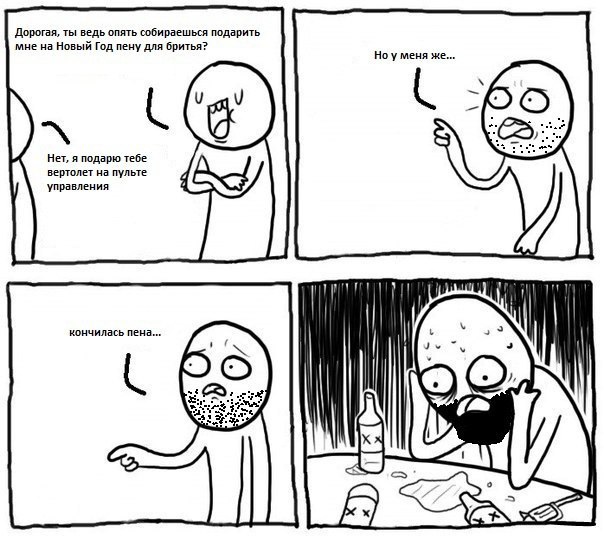 Дорогая, ты ведь опять собираешься подарить
мне на Новый Год пену для бритья?
Нет, я подарю тебе
вертолет на пульте
управления
Но у меня же...
кончилась пена...